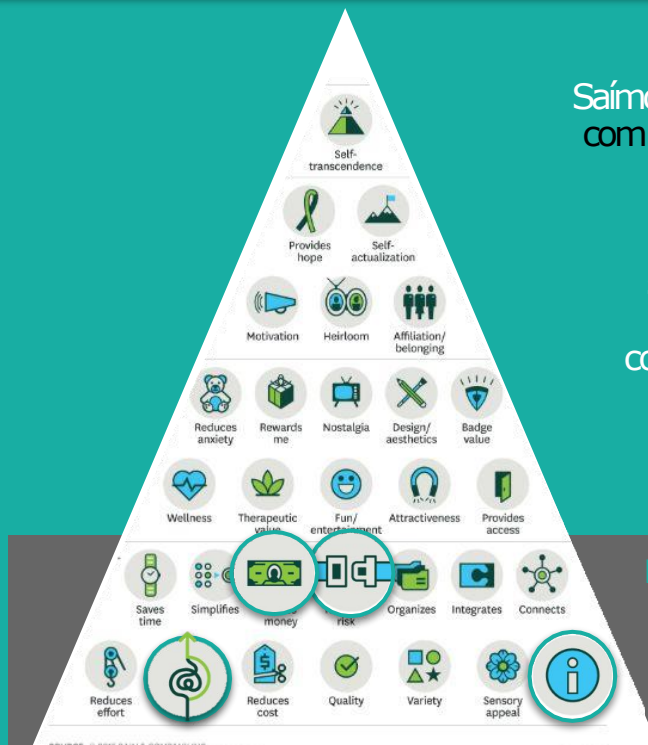 Saímo
com
Self-
transcendence
Provides
hope
Self-
actualization
Motivation
Heirloom
Affiliation/
belonging
co
Reduces
anxiety
Rewards
me
Nostalgia
Design/
aesthetics
Badge
value
Wellness
Therapeutic
value
Fun/
entertainment
Attractiveness
Provides
access
Saves
time
Simplifies
money
risk
Organizes
Integrates
Connects
Reduces
effort
Reduces
cost
Quality
Variety
Sensory
appeal